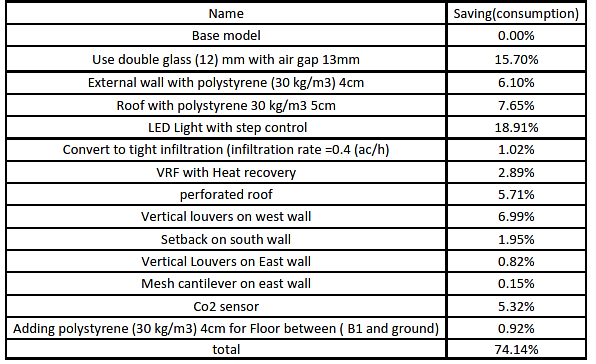 Name Saving(consumption)
Base model 0.00%
Use double glass (12) mm with air gap 13mm 15.70%
External wall with polystyrene (30 kg/m3) 4cm 6.10%
Roof with polystyrene 30 kg/m3 5cm 7.65%
LED Light with step control 18.91%
Convert to tight infiltration (infiltration rate =0.4 (ac/h) 1.02%
VRF with Heat recovery 2.89%
perforated roof 5.71%
Vertical louvers on west wall 6.99%
Setback on south wall 1.95%
Vertical Louvers on East wall 0.82%
Mesh cantilever on east wall 0.15%
Co2 sensor 5.32%
Adding polystyrene (30 kg/m3) 4cm for Floor between ( B1 and ground) 0.92%
total 74.14%